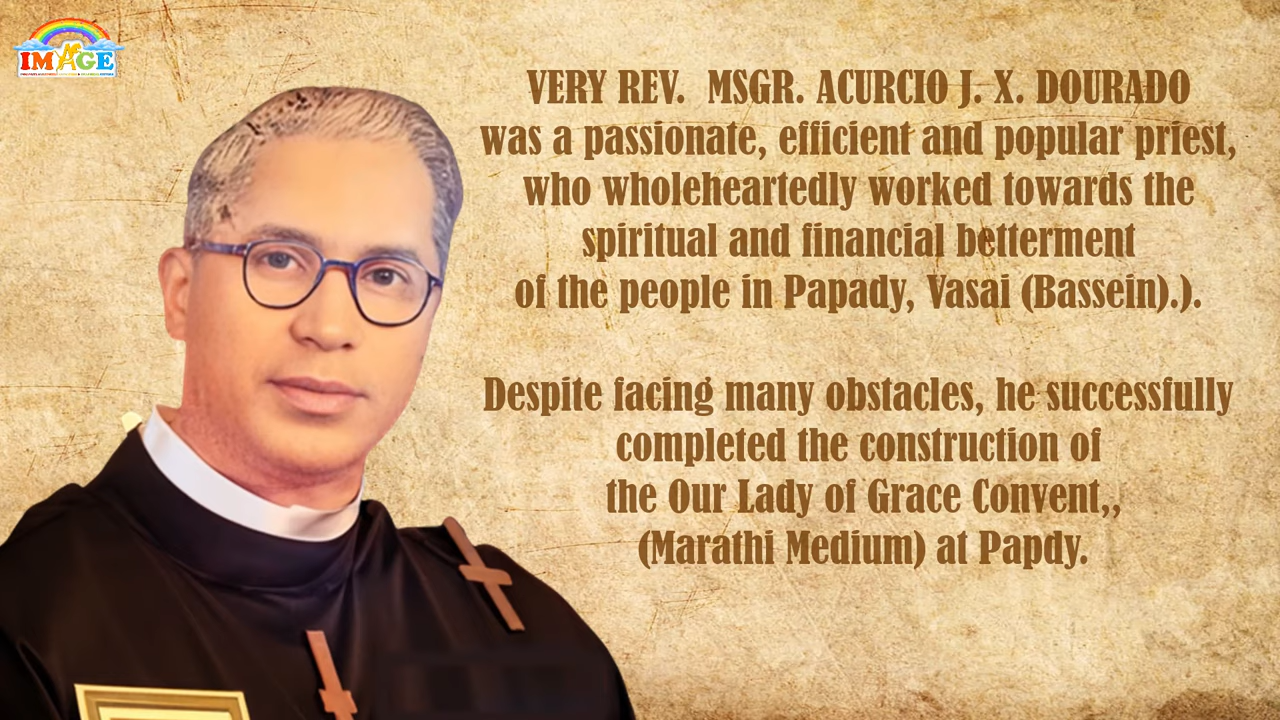 IMAGE
VERY REV. MSGR. ACURCIO J. X. DOURADO
was a passionate, efficient and popular priest,
who wholeheartedly worked towards the
spiritual and financial betterment
of the people in Papady, Vasai (Bassein).).
Despite facing many obstacles, he successfully
completed the construction of
the Our Lady of Grace Convent,,
(Marathi Medium) at Papdy.